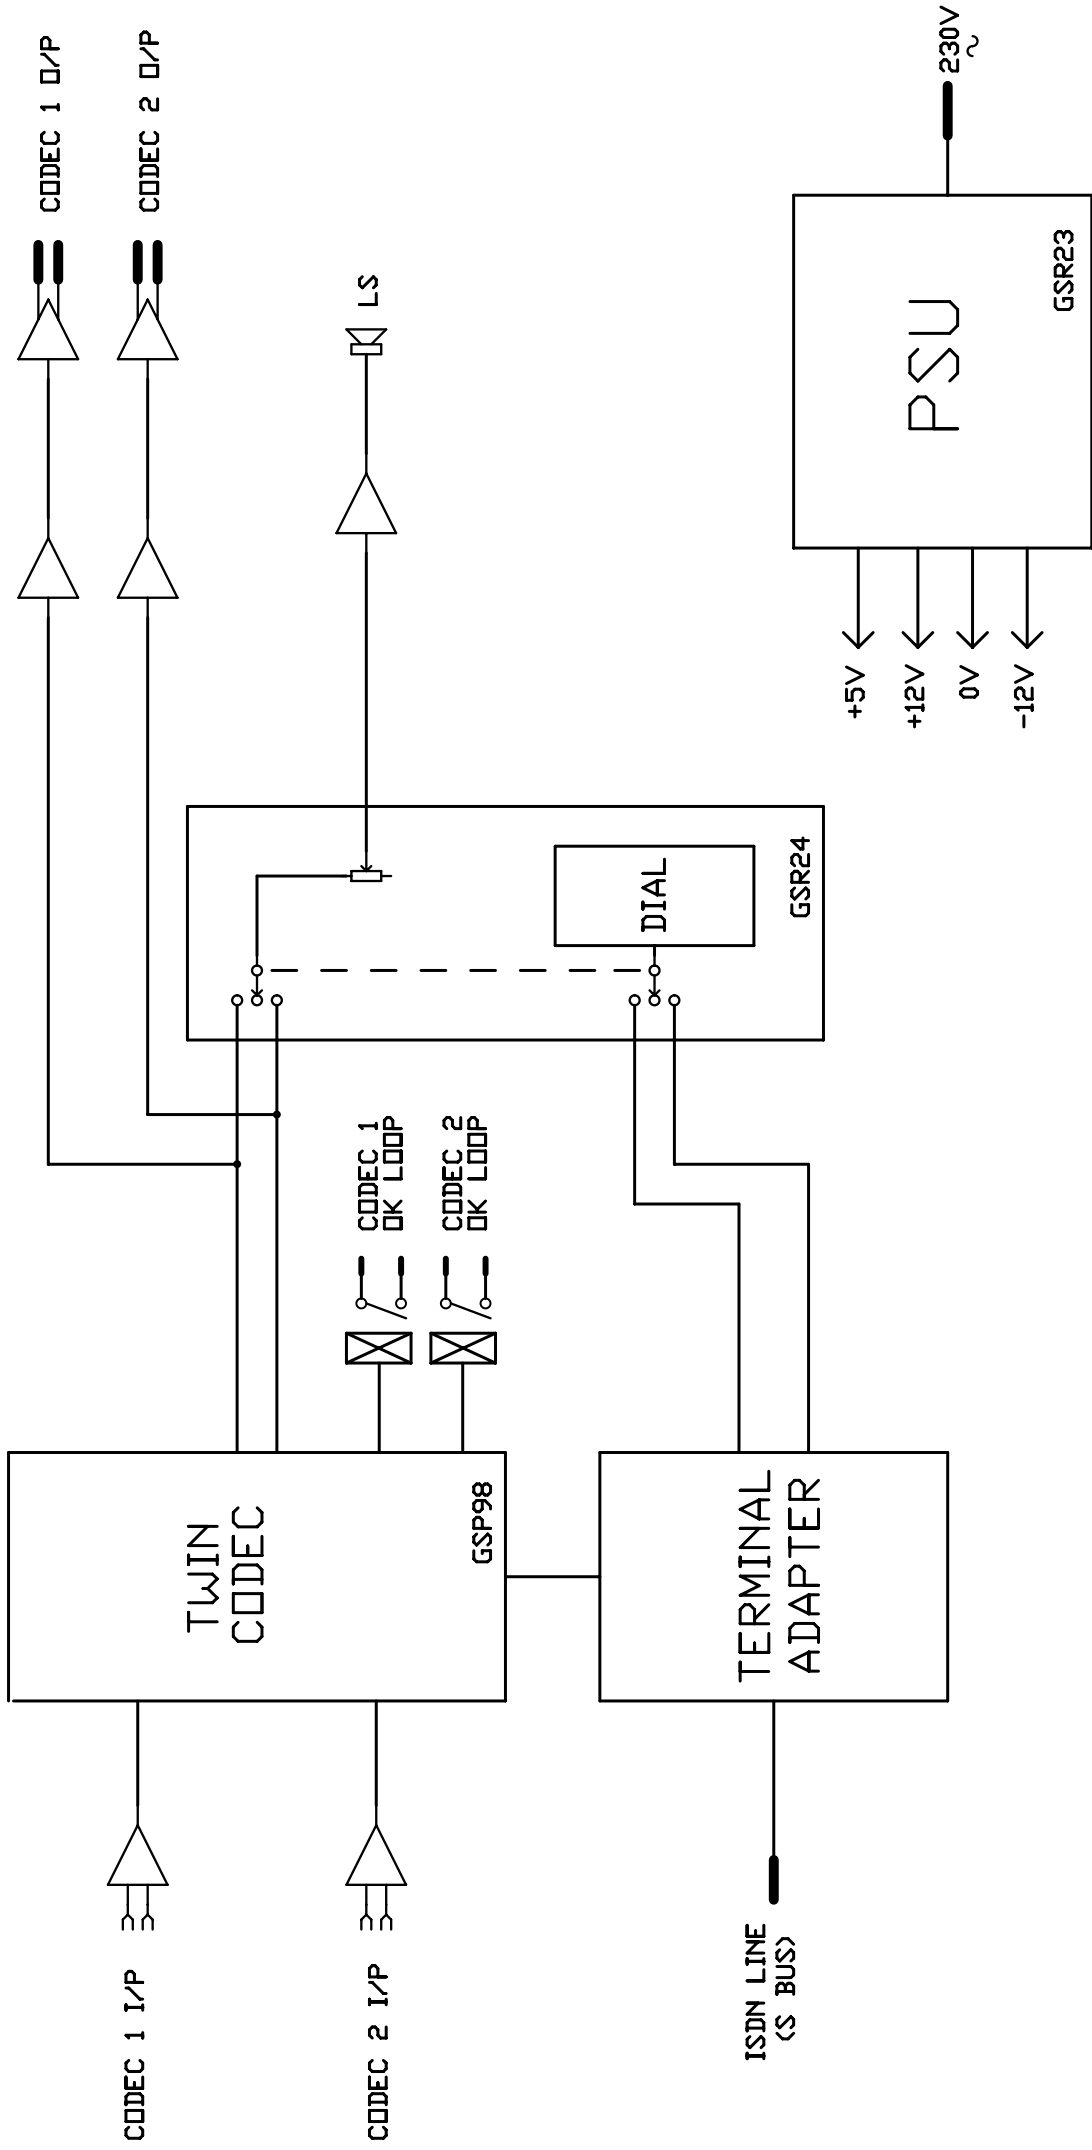 CODEC 1 I/P
CODEC 2 I/P
ISDN LINE
(S BUS)
TWIN
CODEC
GSP98
TERMINAL
ADAPTER
CODEC 1
OK LOOP
CODEC 2
OK LOOP
DIAL
GSR24
LS
CODEC 1 O/P
CODEC 2 O/P
+5V
+12V
0V
-12V
PSU
GSR23
230V
~